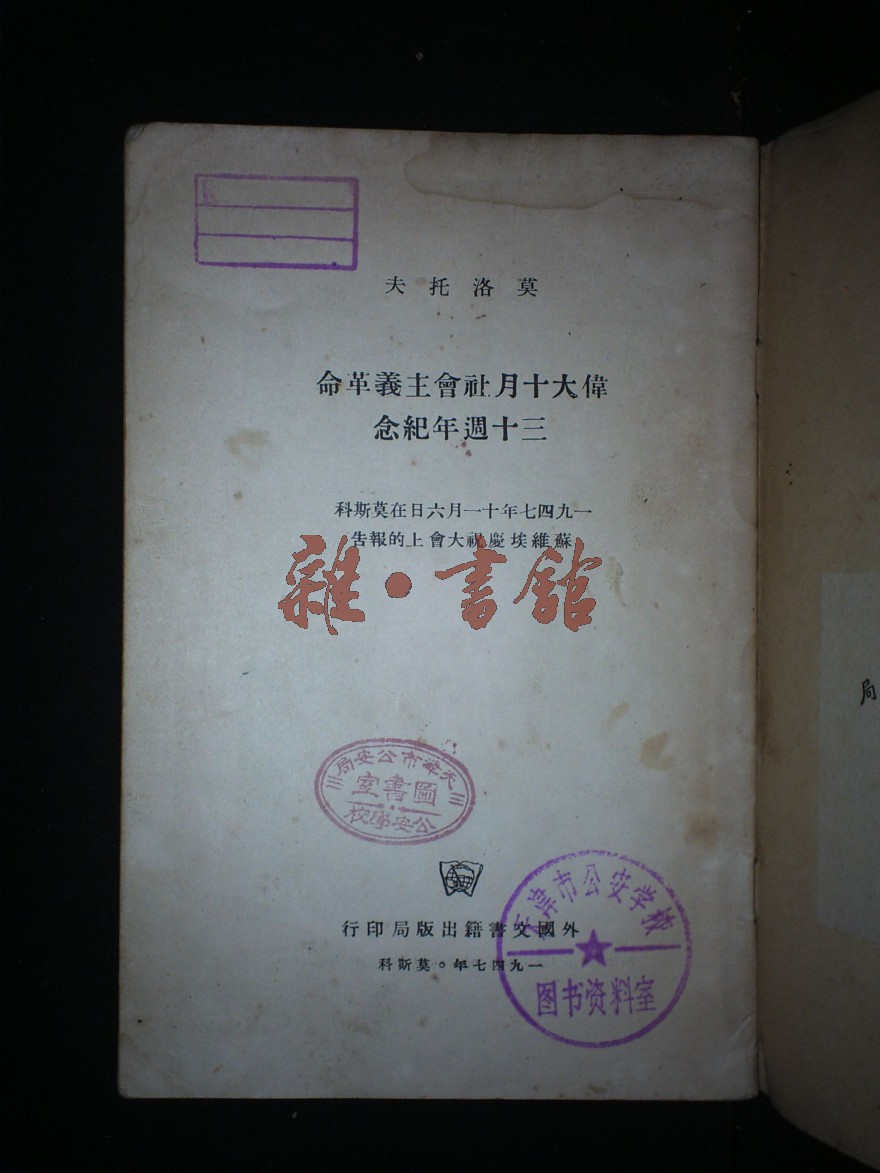 莫洛托夫
偉大十月社會主義革命
三十週年紀念
一九四七年十一月六日在莫斯科
蘇維埃慶祝大會上的報告
雜·書館
天津市公安局
圖書室
公安學校
外國文書籍出版局印行
一九四七年。莫斯科
天津市公安学校
图书资料室
局